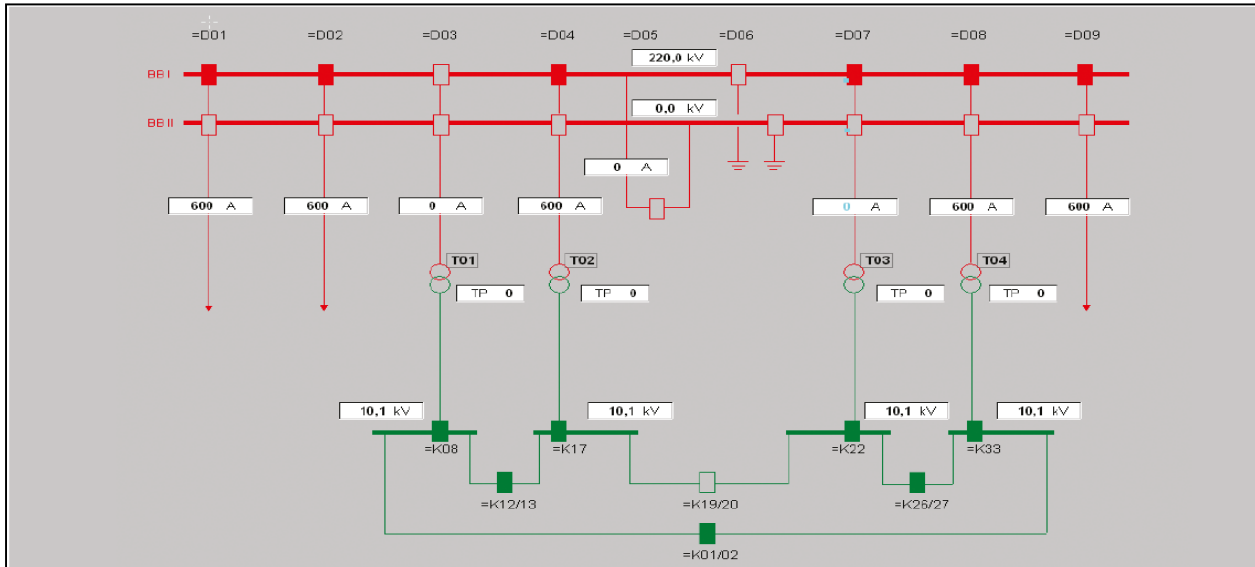 =D01 =D02 =D03 =D04 =D05 =D06 =D07 =D08 =D09
220,0 kV
BB I
0,0 kV
BB II
0 A
600 A 600 A 0 A 600 A 0 A 600 A 600 A
T01 T02 T03 T04
TP 0 TP 0 TP 0 TP 0
10,1 kV 10,1 kV 10,1 kV 10,1 kV
=K08 =K17 =K22 =K33
=K12/13 =K19/20 =K26/27
=K01/02